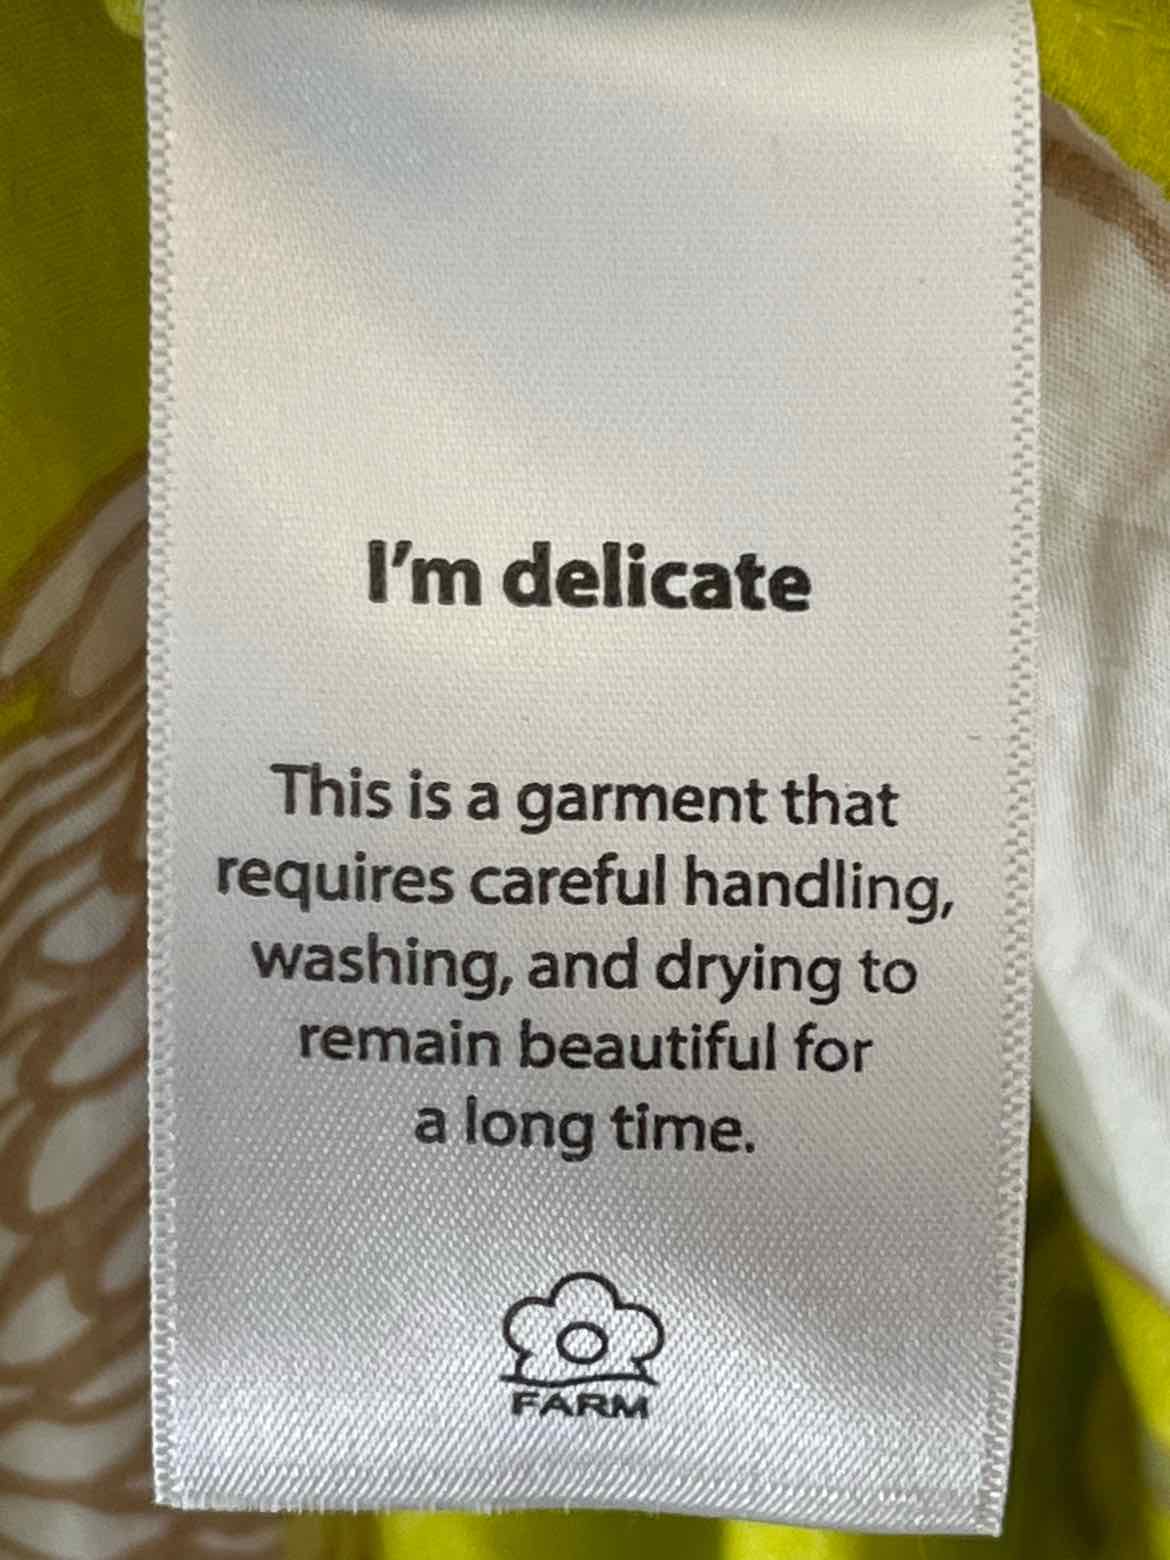 I'm delicate
This is a garment that
requires careful handling,
washing, and drying to
remain beautiful for
a long time.
FARM